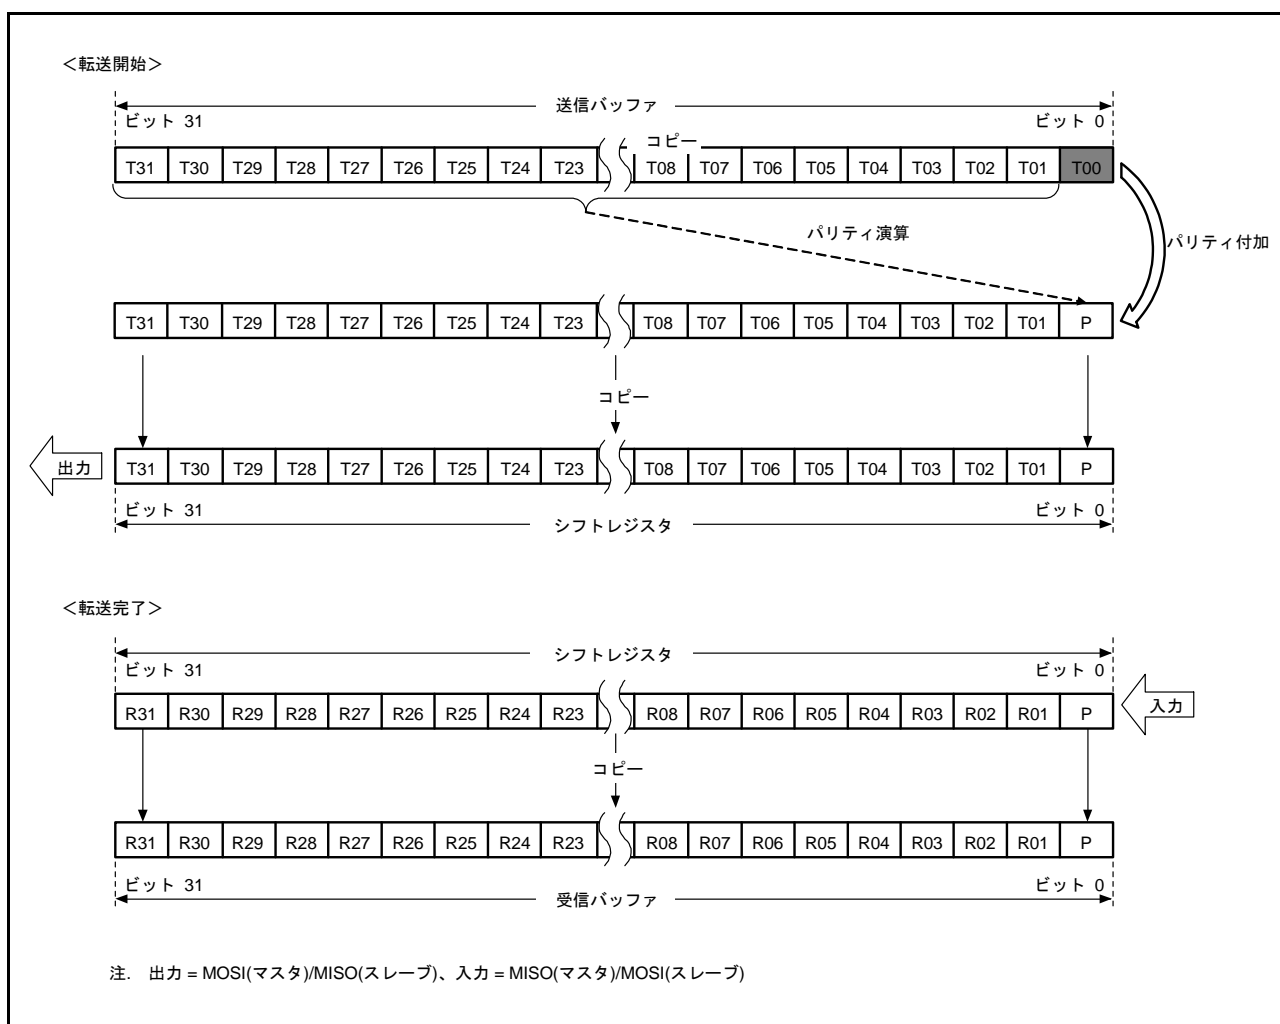 ＜転送開始＞
送信バッファ
ビット 31 ビット 0
コピー
T31 T30 T29 T28 T27 T26 T25 T24 T23 T08 T07 T06 T05 T04 T03 T02 T01 T00
パリティ演算
パリティ付加
T31 T30 T29 T28 T27 T26 T25 T24 T23 T08 T07 T06 T05 T04 T03 T02 T01 P
コピー
出力 T31 T30 T29 T28 T27 T26 T25 T24 T23 T08 T07 T06 T05 T04 T03 T02 T01 P
ビット 31 ビット 0
シフトレジスタ
＜転送完了＞
シフトレジスタ
ビット 31 ビット 0
R31 R30 R29 R28 R27 R26 R25 R24 R23 R08 R07 R06 R05 R04 R03 R02 R01 P 入力
コピー
R31 R30 R29 R28 R27 R26 R25 R24 R23 R08 R07 R06 R05 R04 R03 R02 R01 P
ビット 31 ビット 0
受信バッファ
注. 出力 = MOSI(マスタ)/MISO(スレーブ)、入力 = MISO(マスタ)/MOSI(スレーブ)